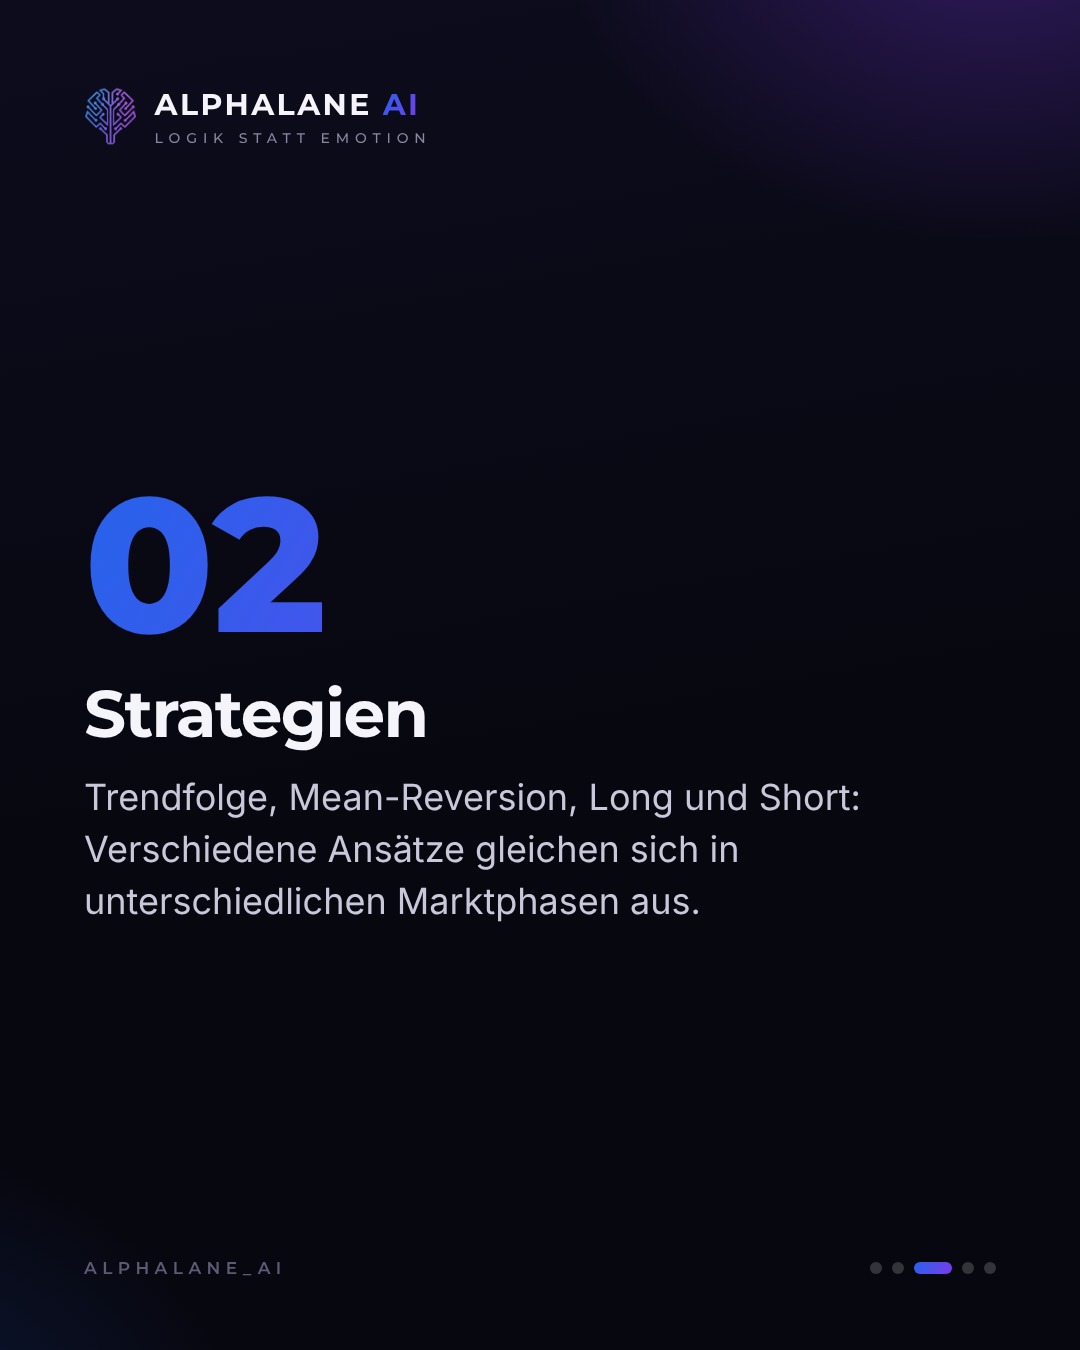 ALPHALANE AI
LOGIK STATT EMOTION
02
Strategien
Trendfolge, Mean-Reversion, Long und Short:
Verschiedene Ansätze gleichen sich in
unterschiedlichen Marktphasen aus.
ALPHALANE_AI